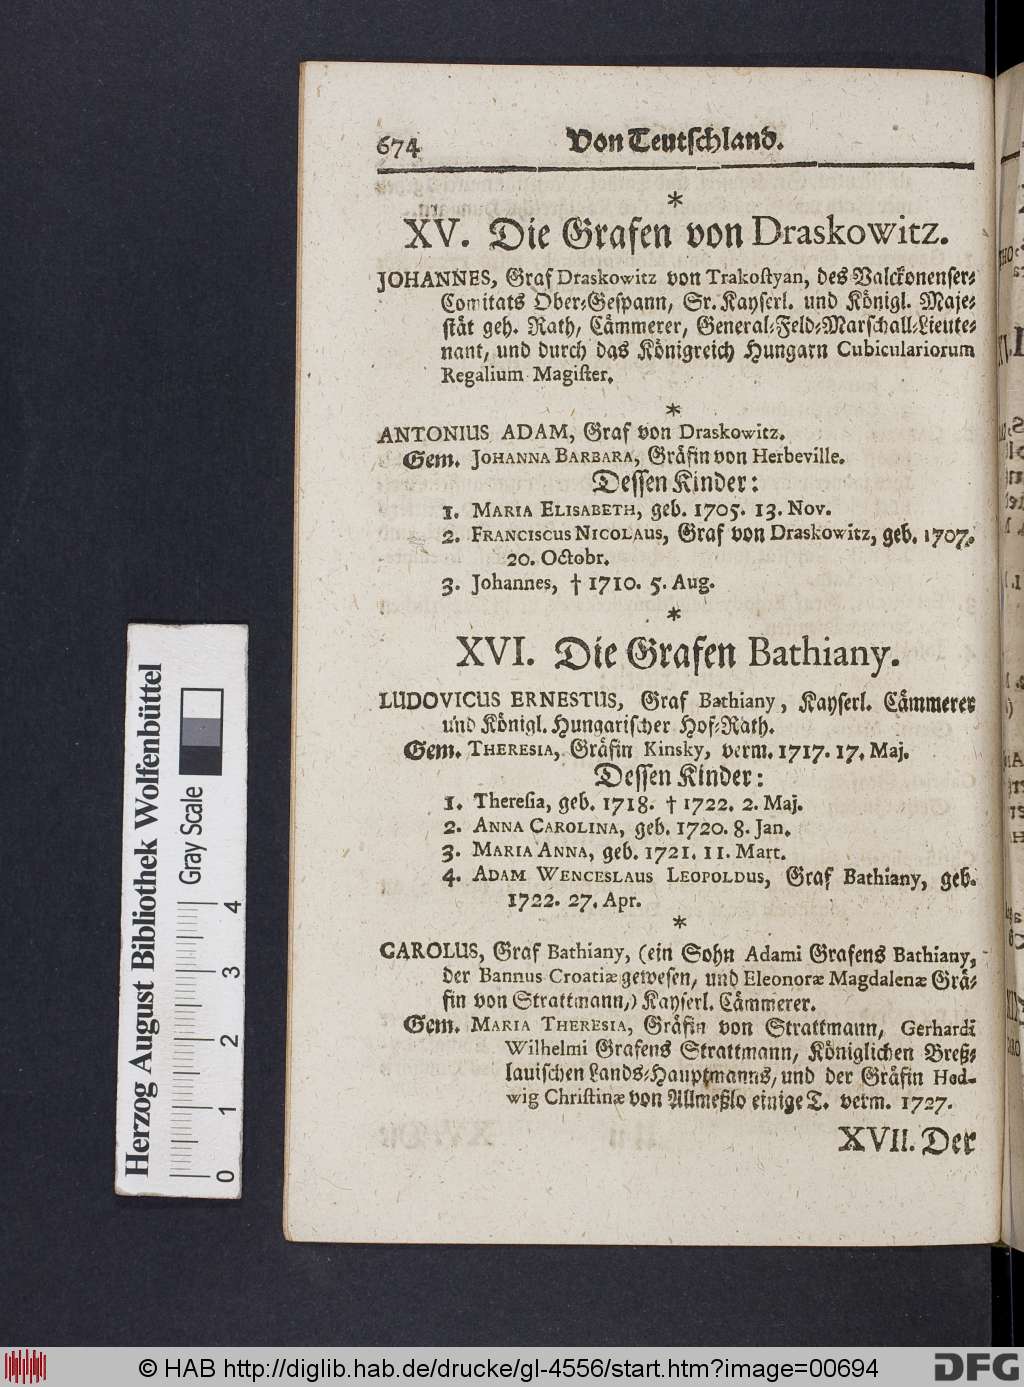 674 Von Teutschland.
*
XV. Die Grafen von Draskowitz.
JOHANNES, Graf Draskowitz von Trakostyan, des Valckonenser-
Comitats Ober-Gespann, Sr. Kayserl. und Königl. Maje-
stät geh. Rath, Cämmerer, General-Feld-Marschall-Lieute-
nant, und durch das Königreich Hungarn Cubiculariorum
Regalium Magister.
*
ANTONIUS ADAM, Graf von Draskowitz.
Gem. JOHANNA BARBARA, Gräfin von Herbeville.
Dessen Kinder:
1. MARIA ELISABETH, geb. 1705. 13. Nov.
2. FRANCISCUS NICOLAUS, Graf von Draskowitz, geb. 1707.
20. Octobr.
3. Johannes, † 1710. 5. Aug.
*
XVI. Die Grafen Bathiany.
LUDOVICUS ERNESTUS, Graf Bathiany, Kayserl. Cämmerer
und Königl. Hungarischer Hof-Rath.
Gem. THERESIA, Gräfin Kinsky, verm. 1717. 17. Maj.
Dessen Kinder:
1. Theresia, geb. 1718. † 1722. 2. Maj.
2. ANNA CAROLINA, geb. 1720. 8. Jan.
3. MARIA ANNA, geb. 1721. 11. Mart.
4. ADAM WENCESLAUS LEOPOLDUS, Graf Bathiany, geb.
1722. 27. Apr.
*
CAROLUS, Graf Bathiany, (ein Sohn Adami Grafens Bathiany,
der Bannus Croatiæ gewesen, und Eleonoræ Magdalenæ Grä-
fin von Strattmann,) Kayserl. Cämmerer.
Gem. MARIA THERESIA, Gräfin von Strattmann, Gerhardi
Wilhelmi Grafens Strattmann, Königlichen Breß-
lauischen Lands-Hauptmanns, und der Gräfin Hed-
wig Christinæ von Allmeßlo einige T. verm. 1727.
XVII. Der
Herzog August Bibliothek Wolfenbüttel
Gray Scale
0 1 2 3 4
© HAB http://diglib.hab.de/drucke/gl-4556/start.htm?image=00694
DFG